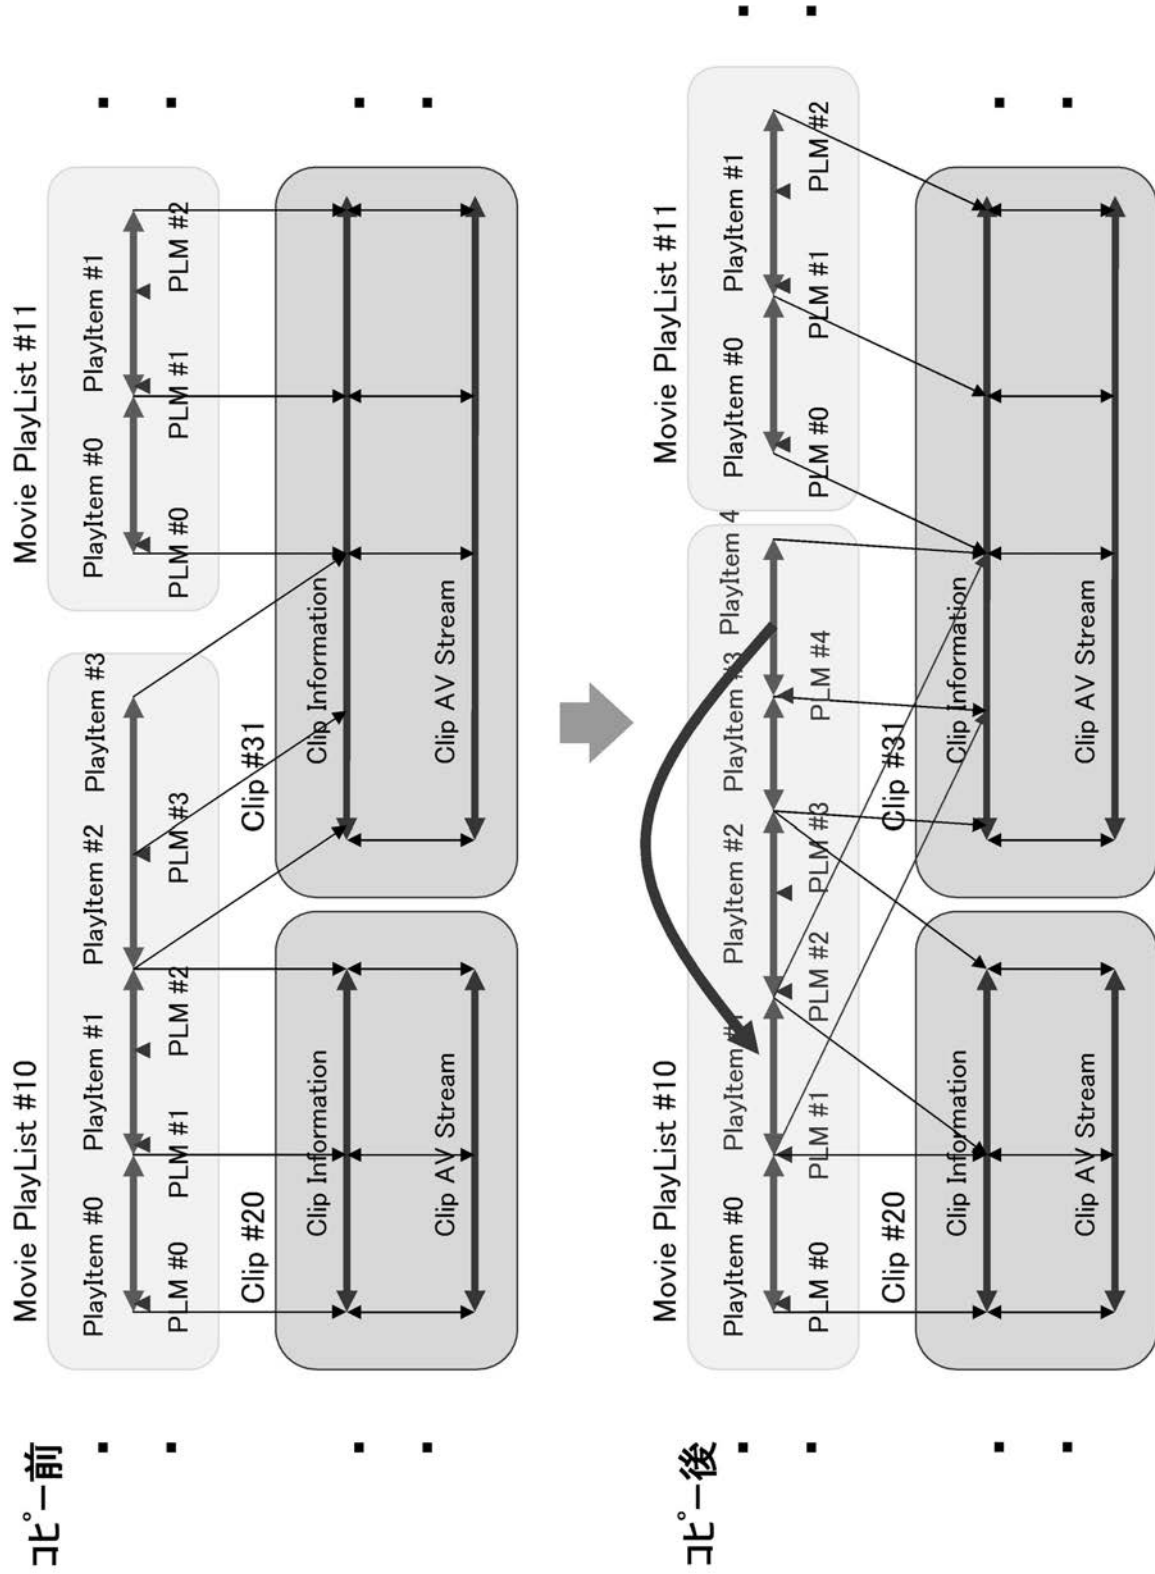 コピー前
Movie PlayList #10
Movie PlayList #11
PlayItem #0 PlayItem #1 PlayItem #2 PlayItem #3
PlayItem #0 PlayItem #1
PLM #0 PLM #1 PLM #2 PLM #3
PLM #0 PLM #1 PLM #2
Clip #20
Clip #31
Clip Information
Clip Information
Clip AV Stream
Clip AV Stream
コピー後
Movie PlayList #10
Movie PlayList #11
PlayItem #0 PlayItem #1 PlayItem #2 PlayItem #3 PlayItem 4
PlayItem #0 PlayItem #1
PLM #0 PLM #1 PLM #2 PLM #3 PLM #4
PLM #0 PLM #1 PLM #2
Clip #20
Clip #31
Clip Information
Clip Information
Clip AV Stream
Clip AV Stream